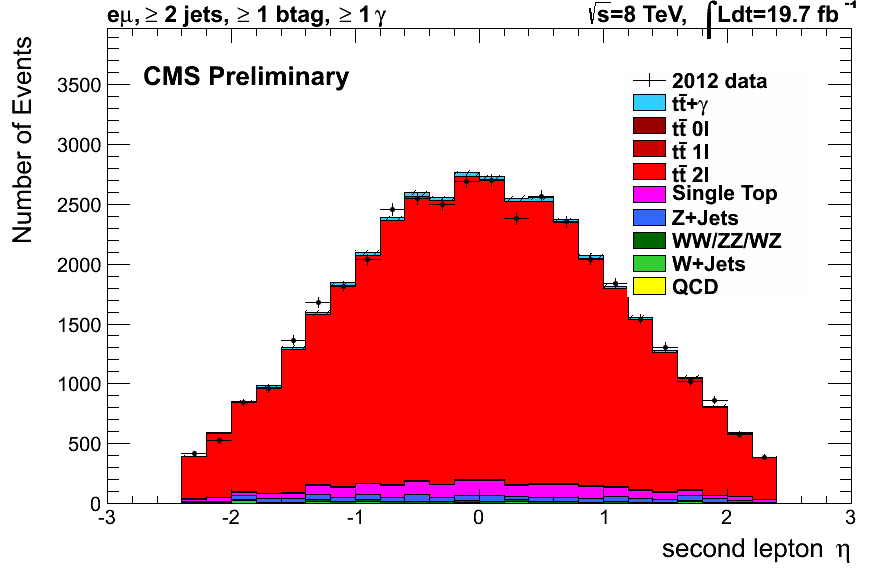 eμ, ≥ 2 jets, ≥ 1 btag, ≥ 1 γ
√s=8 TeV, ∫Ldt=19.7 fb⁻¹
CMS Preliminary
2012 data
tt̄+γ
tt̄ 0l
tt̄ 1l
tt̄ 2l
Single Top
Z+Jets
WW/ZZ/WZ
W+Jets
QCD
Number of Events
3500
3000
2500
2000
1500
1000
500
0
-3 -2 -1 0 1 2 3
second lepton η